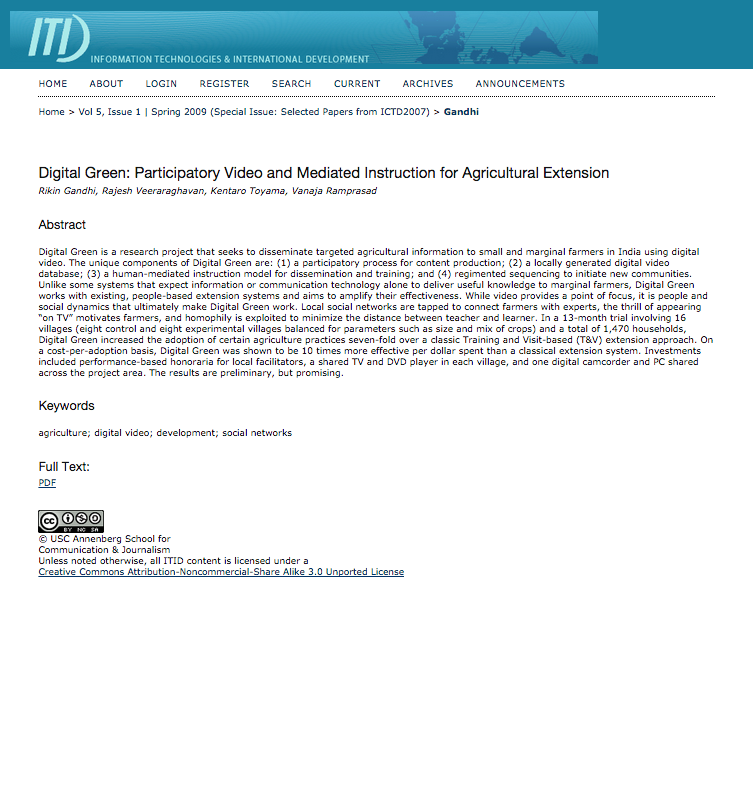 ITID
INFORMATION TECHNOLOGIES & INTERNATIONAL DEVELOPMENT
HOME ABOUT LOGIN REGISTER SEARCH CURRENT ARCHIVES ANNOUNCEMENTS
Home > Vol 5, Issue 1 | Spring 2009 (Special Issue: Selected Papers from ICTD2007) > Gandhi
Digital Green: Participatory Video and Mediated Instruction for Agricultural Extension
Rikin Gandhi, Rajesh Veeraraghavan, Kentaro Toyama, Vanaja Ramprasad
Abstract
Digital Green is a research project that seeks to disseminate targeted agricultural information to small and marginal farmers in India using digital
video. The unique components of Digital Green are: (1) a participatory process for content production; (2) a locally generated digital video
database; (3) a human-mediated instruction model for dissemination and training; and (4) regimented sequencing to initiate new communities.
Unlike some systems that expect information or communication technology alone to deliver useful knowledge to marginal farmers, Digital Green
works with existing, people-based extension systems and aims to amplify their effectiveness. While video provides a point of focus, it is people and
social dynamics that ultimately make Digital Green work. Local social networks are tapped to connect farmers with experts, the thrill of appearing
"on TV" motivates farmers, and homophily is exploited to minimize the distance between teacher and learner. In a 13-month trial involving 16
villages (eight control and eight experimental villages balanced for parameters such as size and mix of crops) and a total of 1,470 households,
Digital Green increased the adoption of certain agriculture practices seven-fold over a classic Training and Visit-based (T&V) extension approach. On
a cost-per-adoption basis, Digital Green was shown to be 10 times more effective per dollar spent than a classical extension system. Investments
included performance-based honoraria for local facilitators, a shared TV and DVD player in each village, and one digital camcorder and PC shared
across the project area. The results are preliminary, but promising.
Keywords
agriculture; digital video; development; social networks
Full Text:
PDF
cc BY NC SA
© USC Annenberg School for
Communication & Journalism
Unless noted otherwise, all ITID content is licensed under a
Creative Commons Attribution-Noncommercial-Share Alike 3.0 Unported License